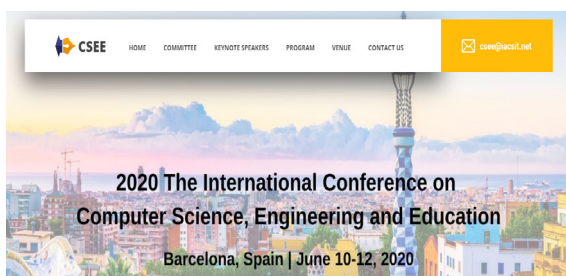 CSEE
HOME COMMITTEE KEYNOTE SPEAKERS PROGRAM VENUE CONTACT US
csee@iacsit.net
2020 The International Conference on
Computer Science, Engineering and Education
Barcelona, Spain | June 10-12, 2020